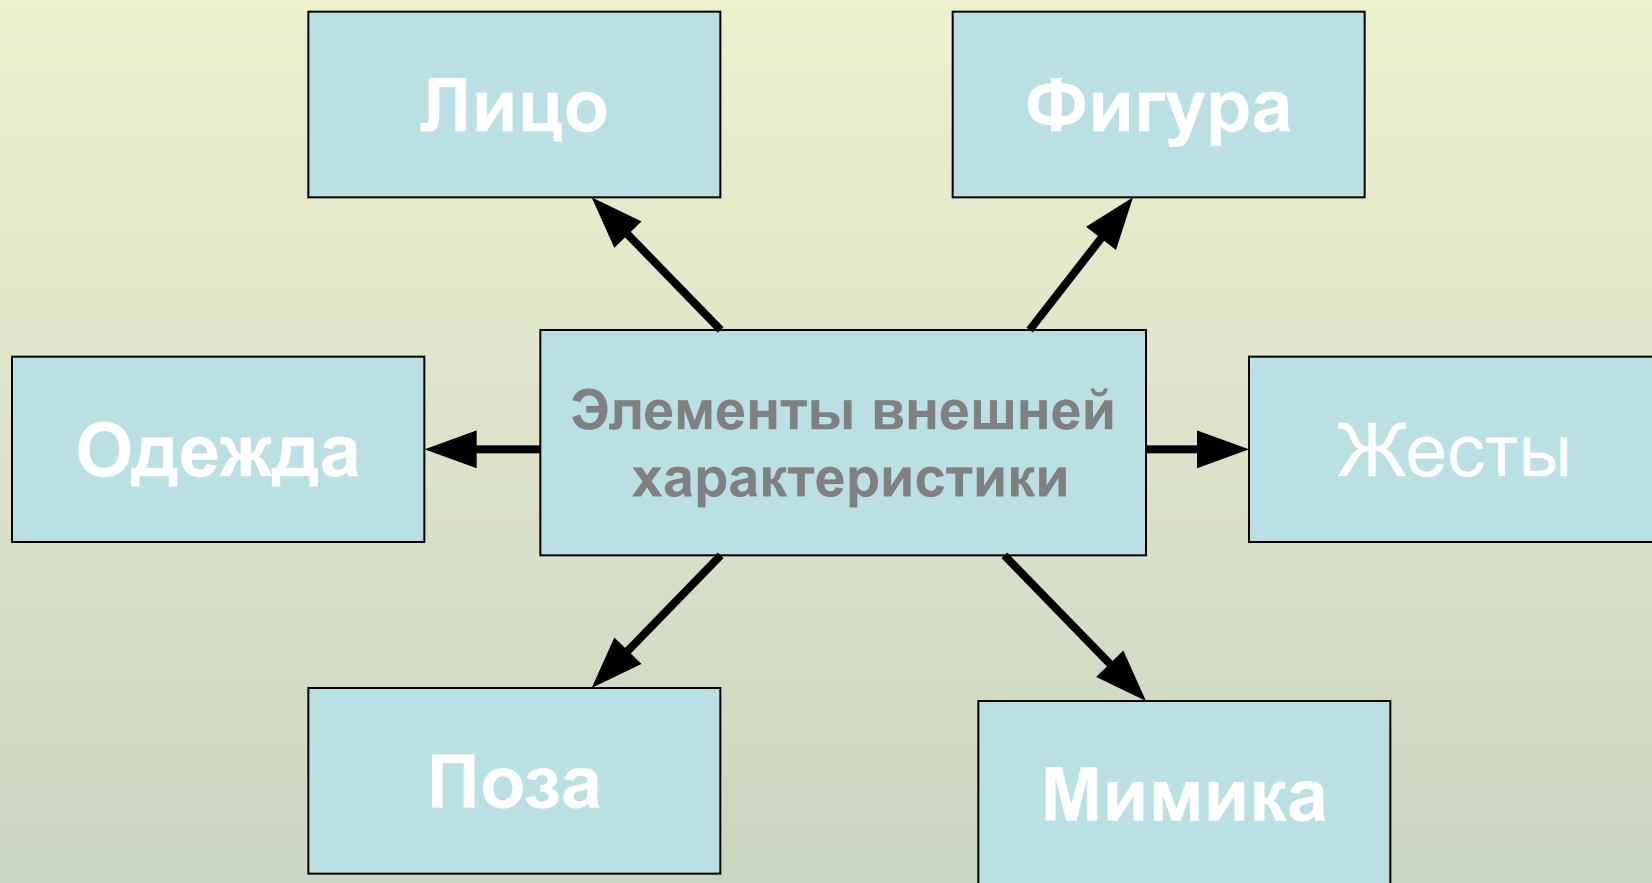 Лицо
Фигура
Одежда
Элементы внешней
характеристики
Жесты
Поза
Мимика